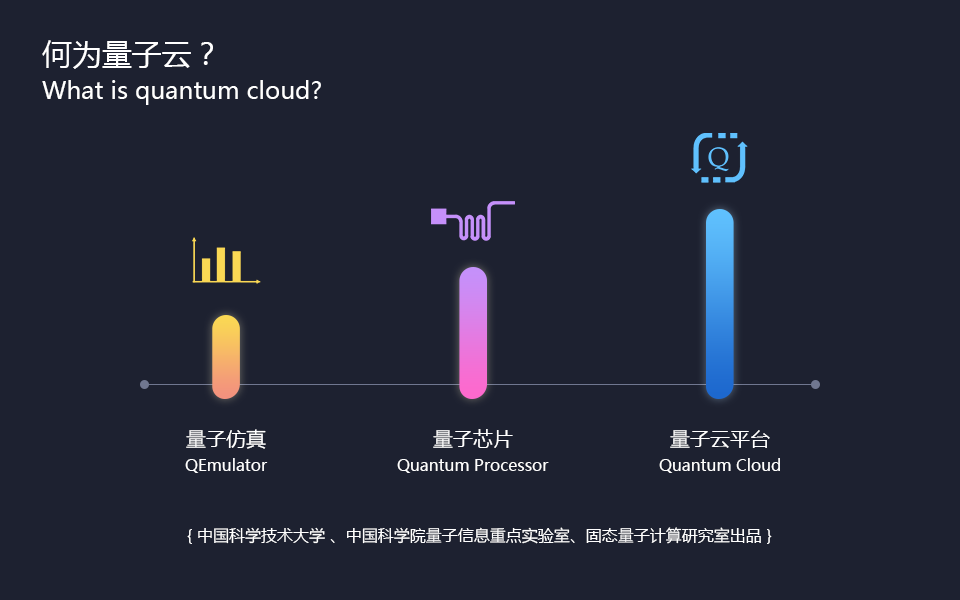 何为量子云？
What is quantum cloud?
Q
量子仿真
QEmulator
量子芯片
Quantum Processor
量子云平台
Quantum Cloud
{ 中国科学技术大学 、中国科学院量子信息重点实验室、固态量子计算研究室出品 }